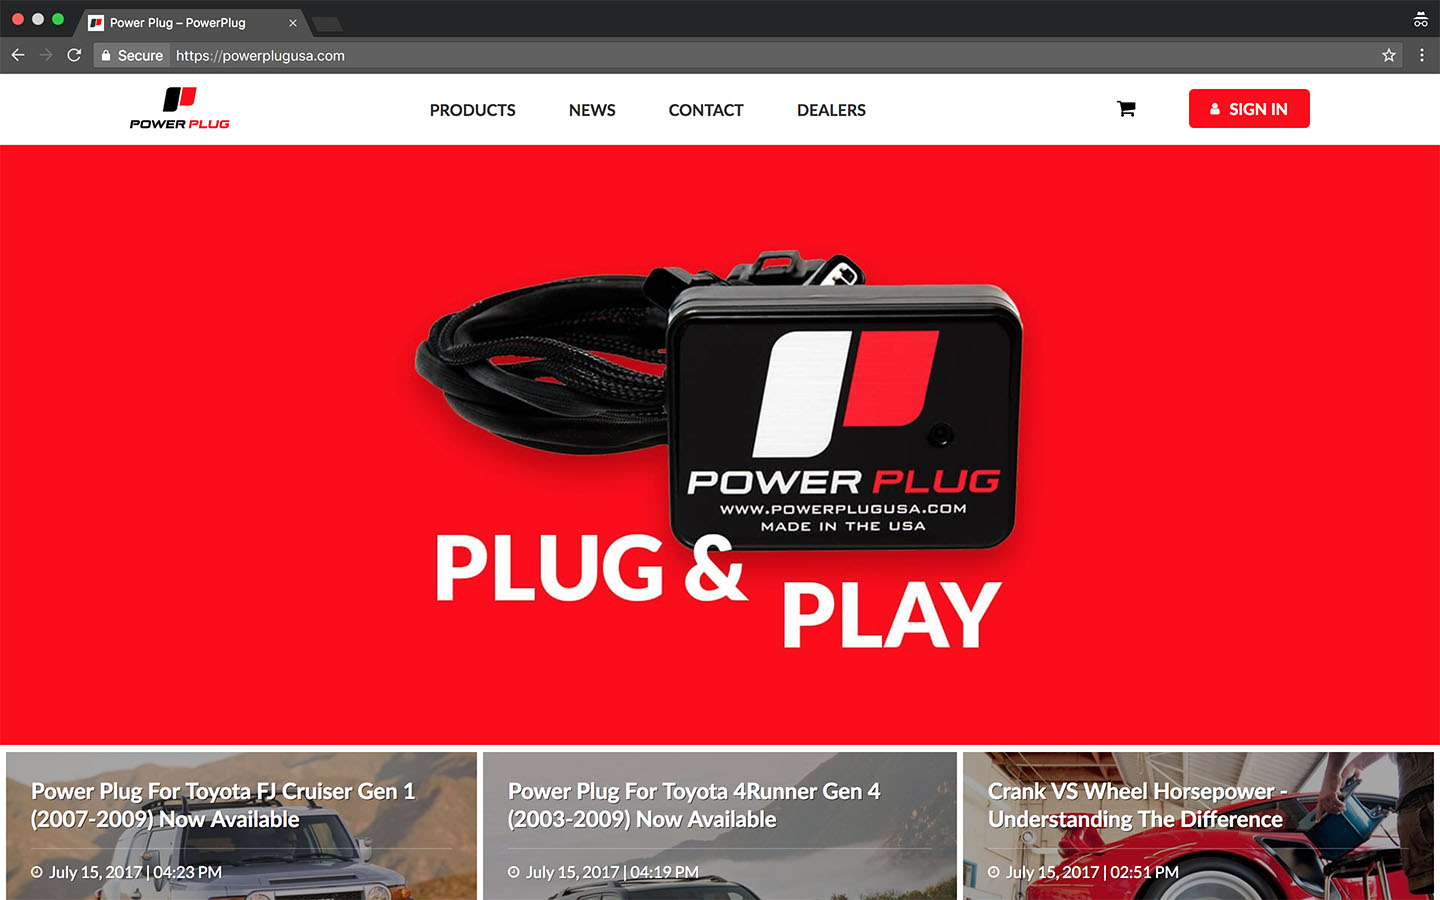 Power Plug – PowerPlug
Secure https://powerplugusa.com
POWER PLUG
PRODUCTS NEWS CONTACT DEALERS SIGN IN
POWER PLUG
WWW.POWERPLUGUSA.COM
MADE IN THE USA
PLUG &
PLAY
Power Plug For Toyota FJ Cruiser Gen 1
(2007-2009) Now Available
July 15, 2017 | 04:23 PM
Power Plug For Toyota 4Runner Gen 4
(2003-2009) Now Available
July 15, 2017 | 04:19 PM
Crank VS Wheel Horsepower -
Understanding The Difference
July 15, 2017 | 02:51 PM